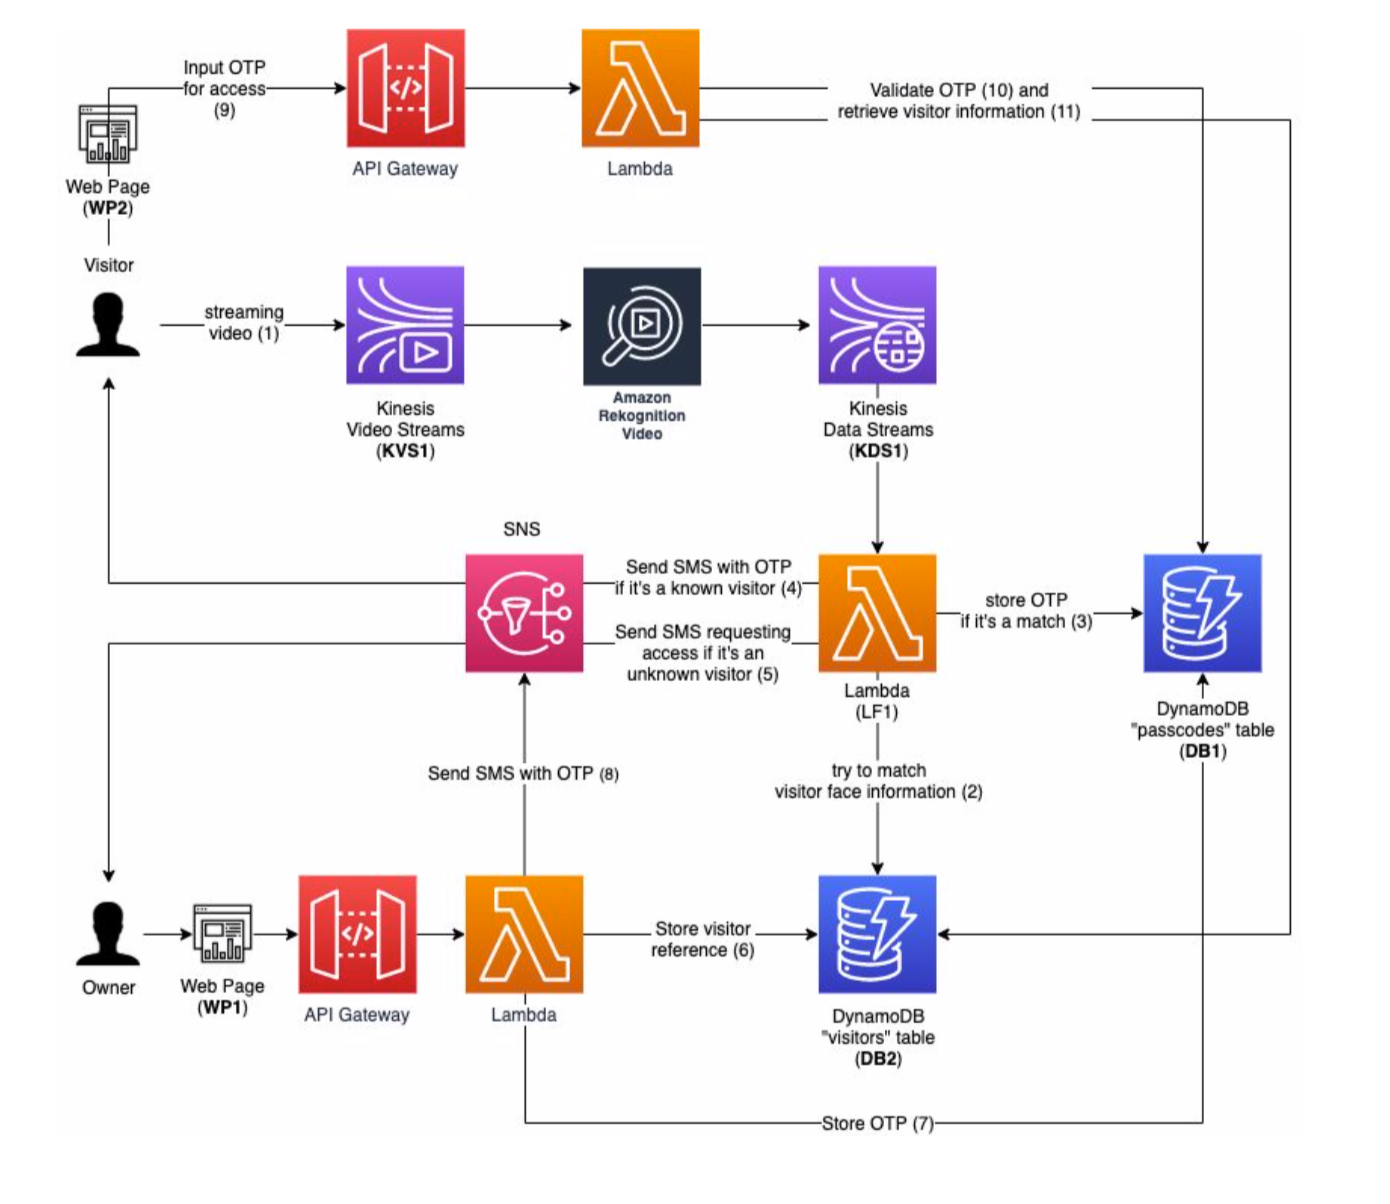 Input OTP
for access
(9)
Validate OTP (10) and
retrieve visitor information (11)
API Gateway
Lambda
Web Page
(WP2)
Visitor
streaming
video (1)
Kinesis
Video Streams
(KVS1)
Amazon
Rekognition
Video
Kinesis
Data Streams
(KDS1)
SNS
Send SMS with OTP
if it's a known visitor (4)
Send SMS requesting
access if it's an
unknown visitor (5)
store OTP
if it's a match (3)
Lambda
(LF1)
DynamoDB
"passcodes" table
(DB1)
Send SMS with OTP (8)
try to match
visitor face information (2)
Owner
Web Page
(WP1)
API Gateway
Lambda
Store visitor
reference (6)
DynamoDB
"visitors" table
(DB2)
Store OTP (7)